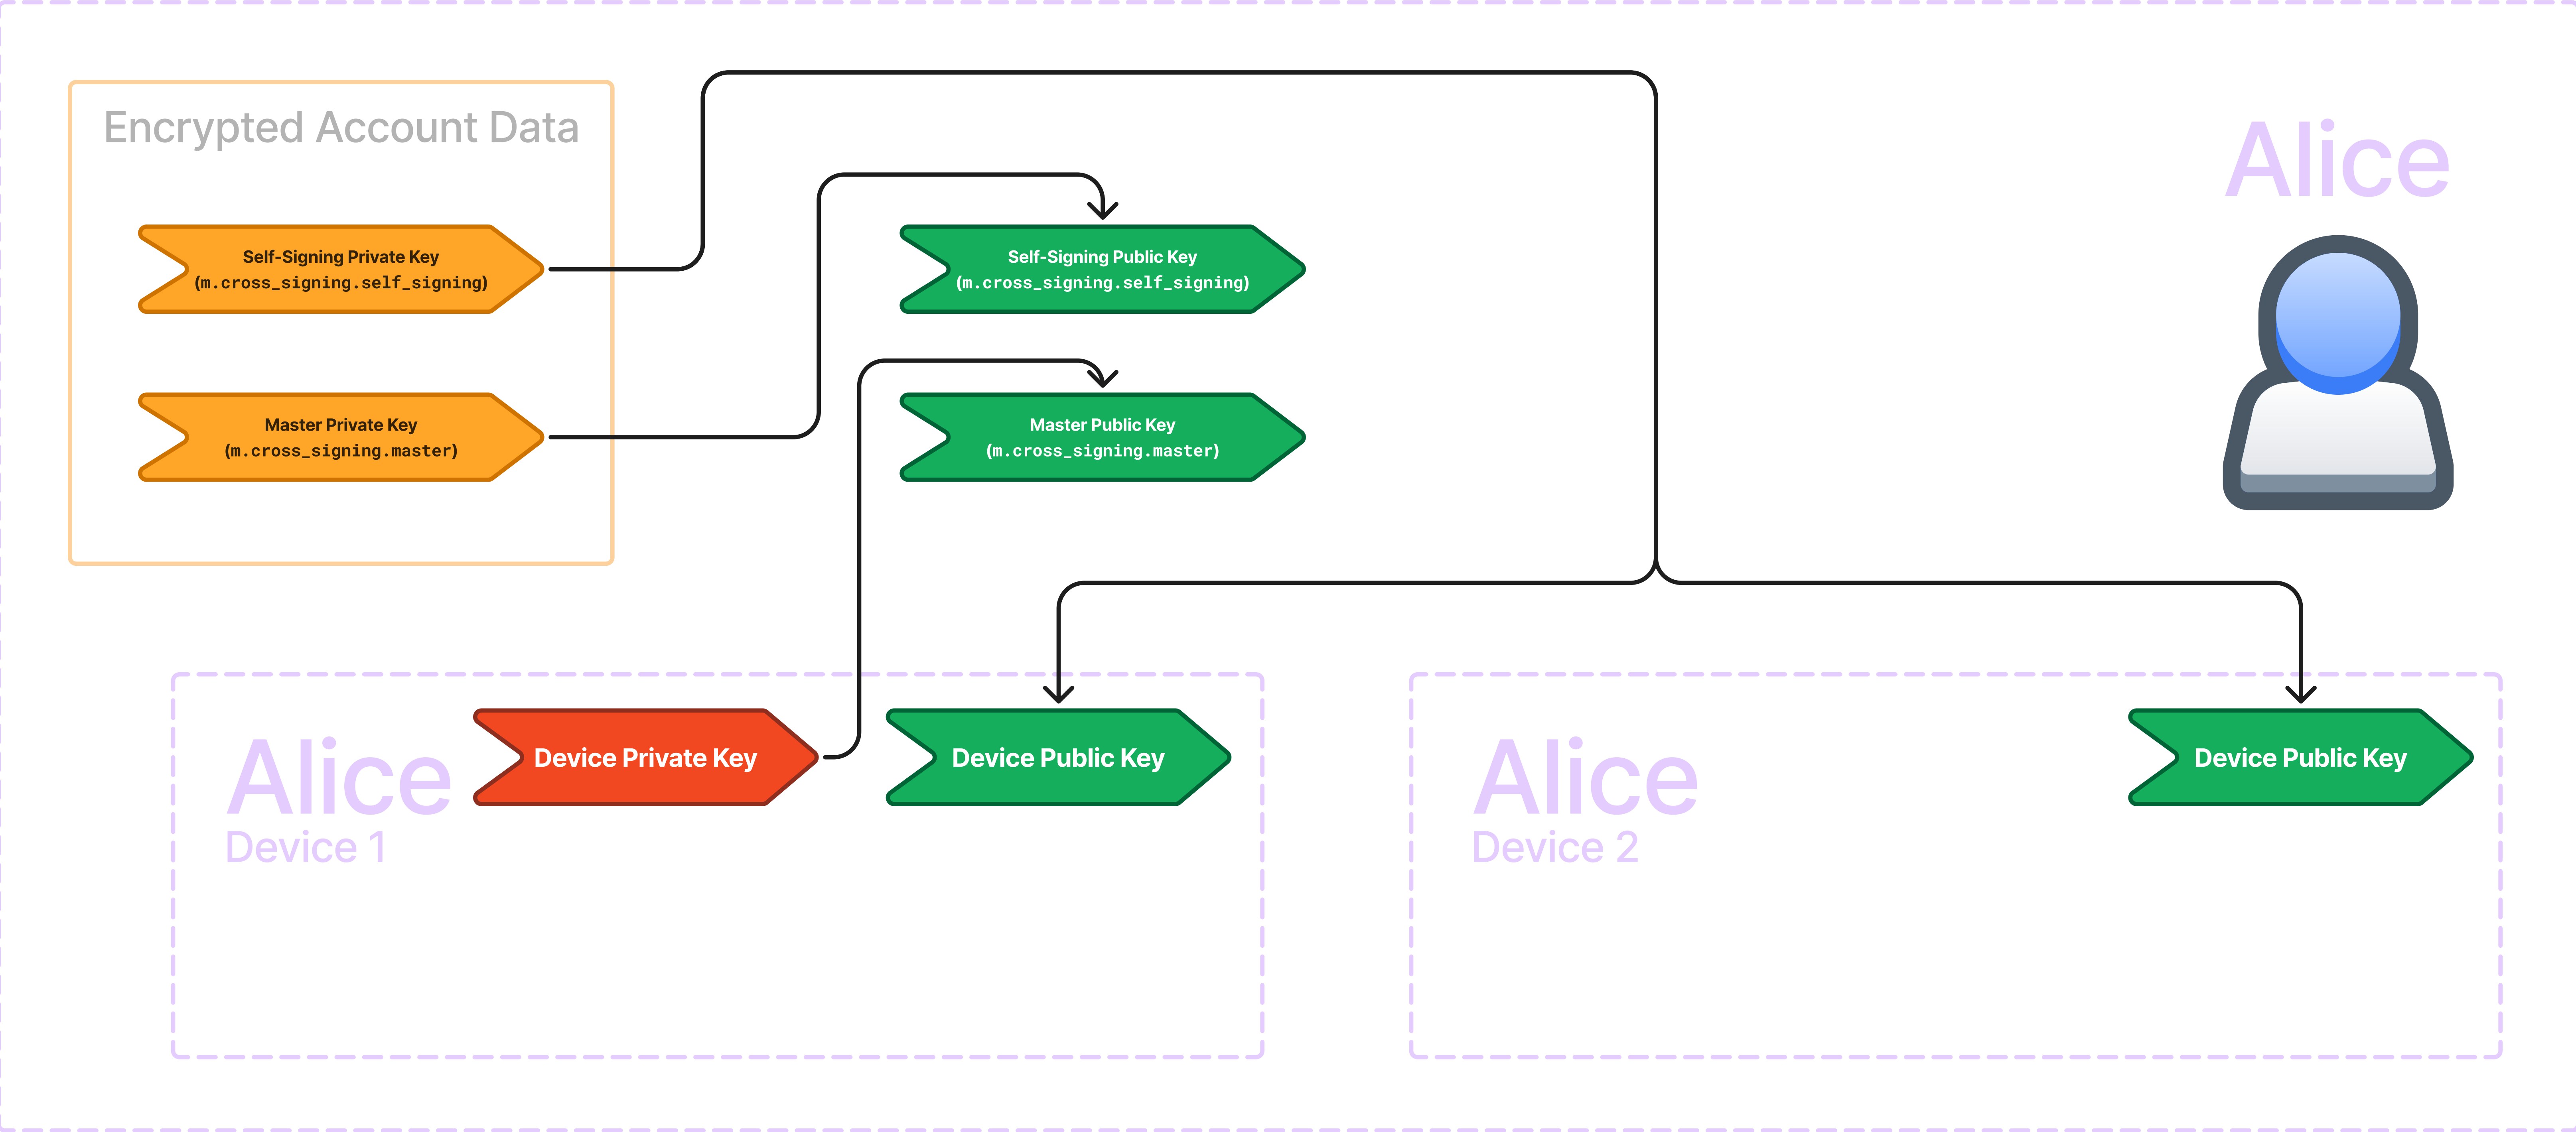 Encrypted Account Data
Self-Signing Private Key
(m.cross_signing.self_signing)
Master Private Key
(m.cross_signing.master)
Self-Signing Public Key
(m.cross_signing.self_signing)
Master Public Key
(m.cross_signing.master)
Alice
Alice
Device 1
Device Private Key
Device Public Key
Alice
Device 2
Device Public Key